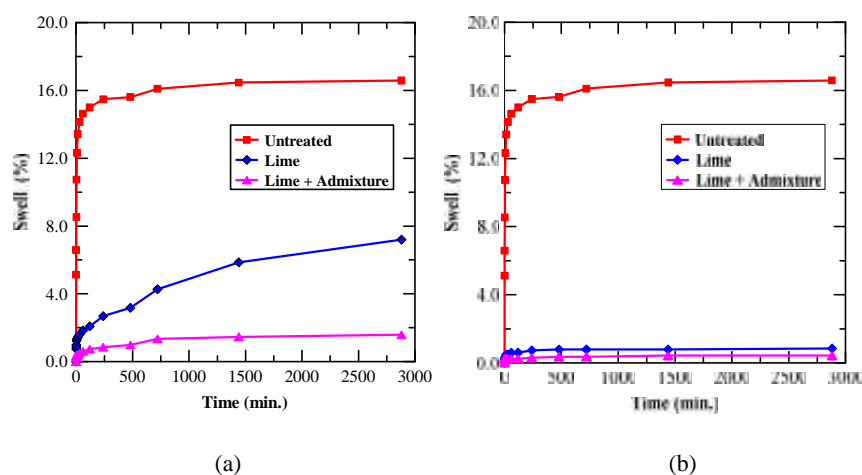 20.0
16.0
12.0
8.0
4.0
0.0
Swell (%)
Untreated
Lime
Lime + Admixture
0 500 1000 1500 2000 2500 3000
Time (min.)
(a)
20.0
16.0
12.0
8.0
4.0
0.0
Swell (%)
Untreated
Lime
Lime + Admixture
0 500 1000 1500 2000 2500 3000
Time (min.)
(b)